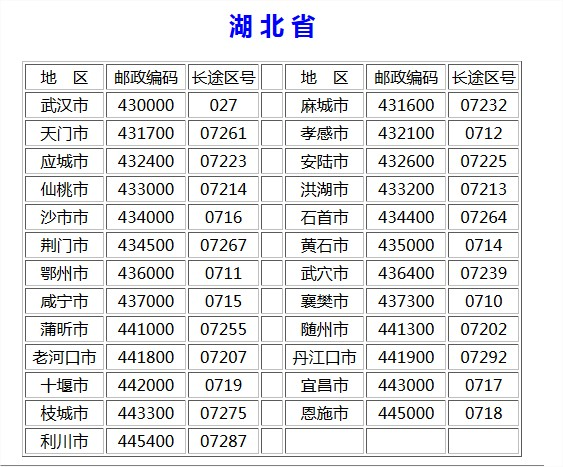 湖北省
地 区 邮政编码 长途区号 地 区 邮政编码 长途区号
武汉市 430000 027 麻城市 431600 07232
天门市 431700 07261 孝感市 432100 0712
应城市 432400 07223 安陆市 432600 07225
仙桃市 433000 07214 洪湖市 433200 07213
沙市市 434000 0716 石首市 434400 07264
荆门市 434500 07267 黄石市 435000 0714
鄂州市 436000 0711 武穴市 436400 07239
咸宁市 437000 0715 襄樊市 437300 0710
蒲昕市 441000 07255 随州市 441300 07202
老河口市 441800 07207 丹江口市 441900 07292
十堰市 442000 0719 宜昌市 443000 0717
枝城市 443300 07275 恩施市 445000 0718
利川市 445400 07287